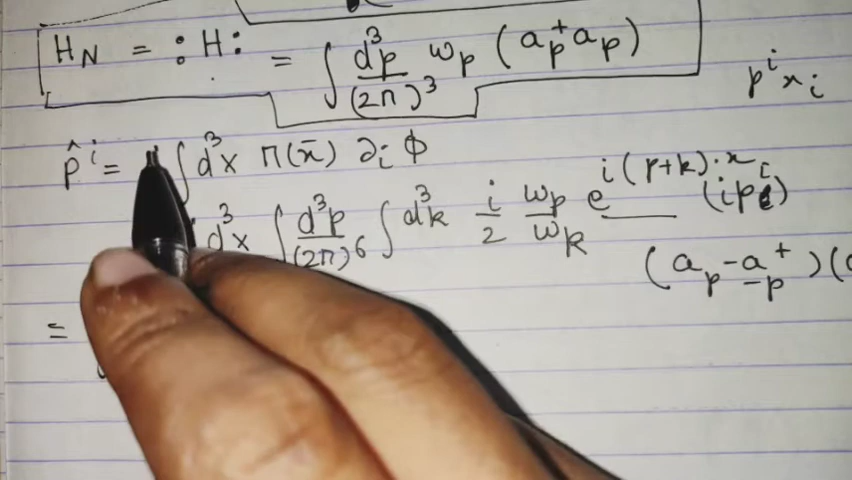 H_N = :H: = ∫ d³p/(2π)³ ω_p (a_p⁺ a_p)
pⁱ x_i
p̂ⁱ = ∫ d³x Π(x̄) ∂_i ϕ
d³x ∫ d³p/(2π)⁶ ∫ d³k i/2 ω_p/ω_k e^{i(p+k)·x} (ip_i)
(a_p - a⁺_{-p}) (
=